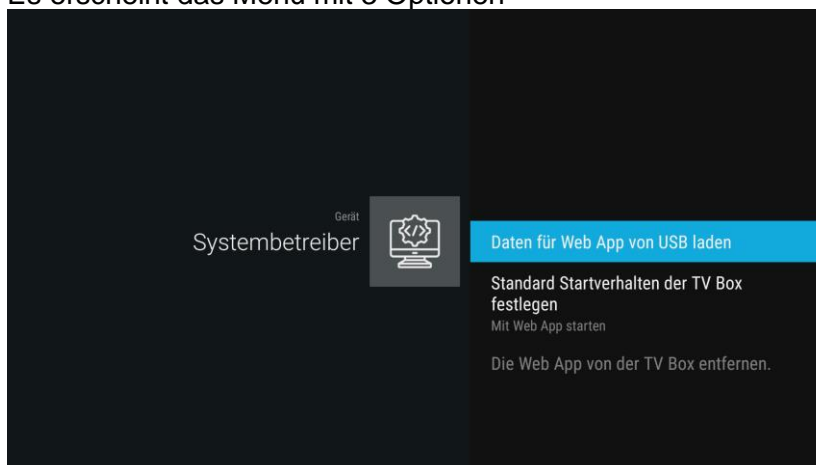 Es erscheint das Menü mit 3 Optionen
Gerät
Systembetreiber
Daten für Web App von USB laden
Standard Startverhalten der TV Box
festlegen
Mit Web App starten
Die Web App von der TV Box entfernen.